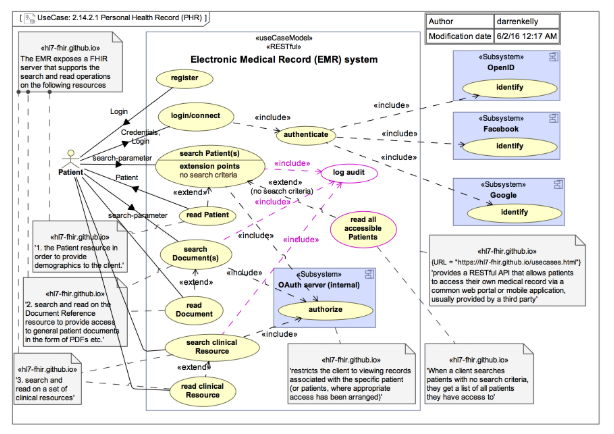 UseCase: 2.14.2.1 Personal Health Record (PHR)
Author darrenkelly
Modification date 6/2/16 12:17 AM
«hl7-fhir.github.io»
The EMR exposes a FHIR
server that supports the
search and read operations
on the following resources
«useCaseModel»
«RESTful»
Electronic Medical Record (EMR) system
register
Login
login/connect
Credentials,
Login
«include»
authenticate
«include»
«include»
«include»
«Subsystem»
OpenID
identify
«Subsystem»
Facebook
identify
«Subsystem»
Google
identify
Patient
search-parameter
search Patient(s)
extension points
no search criteria
«include»
log audit
Patient
«extend»
«extend»
(no search criteria)
read Patient
search-parameter
«include»
read all
accessible
Patients
«hl7-fhir.github.io»
'1. the Patient resource in
order to provide
demographics to the client.'
search
Document(s)
«include»
«include»
«extend»
«hl7-fhir.github.io»
{URL = "https://hl7-fhir.github.io/usecases.html"}
'provides a RESTful API that allows patients
to access their own medical record via a
common web portal or mobile application,
usually provided by a third party'
«Subsystem»
OAuth server (internal)
authorize
«hl7-fhir.github.io»
'2. search and read on the
Document Reference
resource to provide access
to general patient documents
in the form of PDFs etc.'
read
Document
«include»
search clinical
Resource
«extend»
read clinical
Resource
«hl7-fhir.github.io»
'3. search and
read on a set of
clinical resources'
«hl7-fhir.github.io»
'restricts the client to viewing records
associated with the specific patient
(or patients, where appropriate
access has been arranged)'
«hl7-fhir.github.io»
'When a client searches
patients with no search criteria,
they get a list of all patients
they have access to'